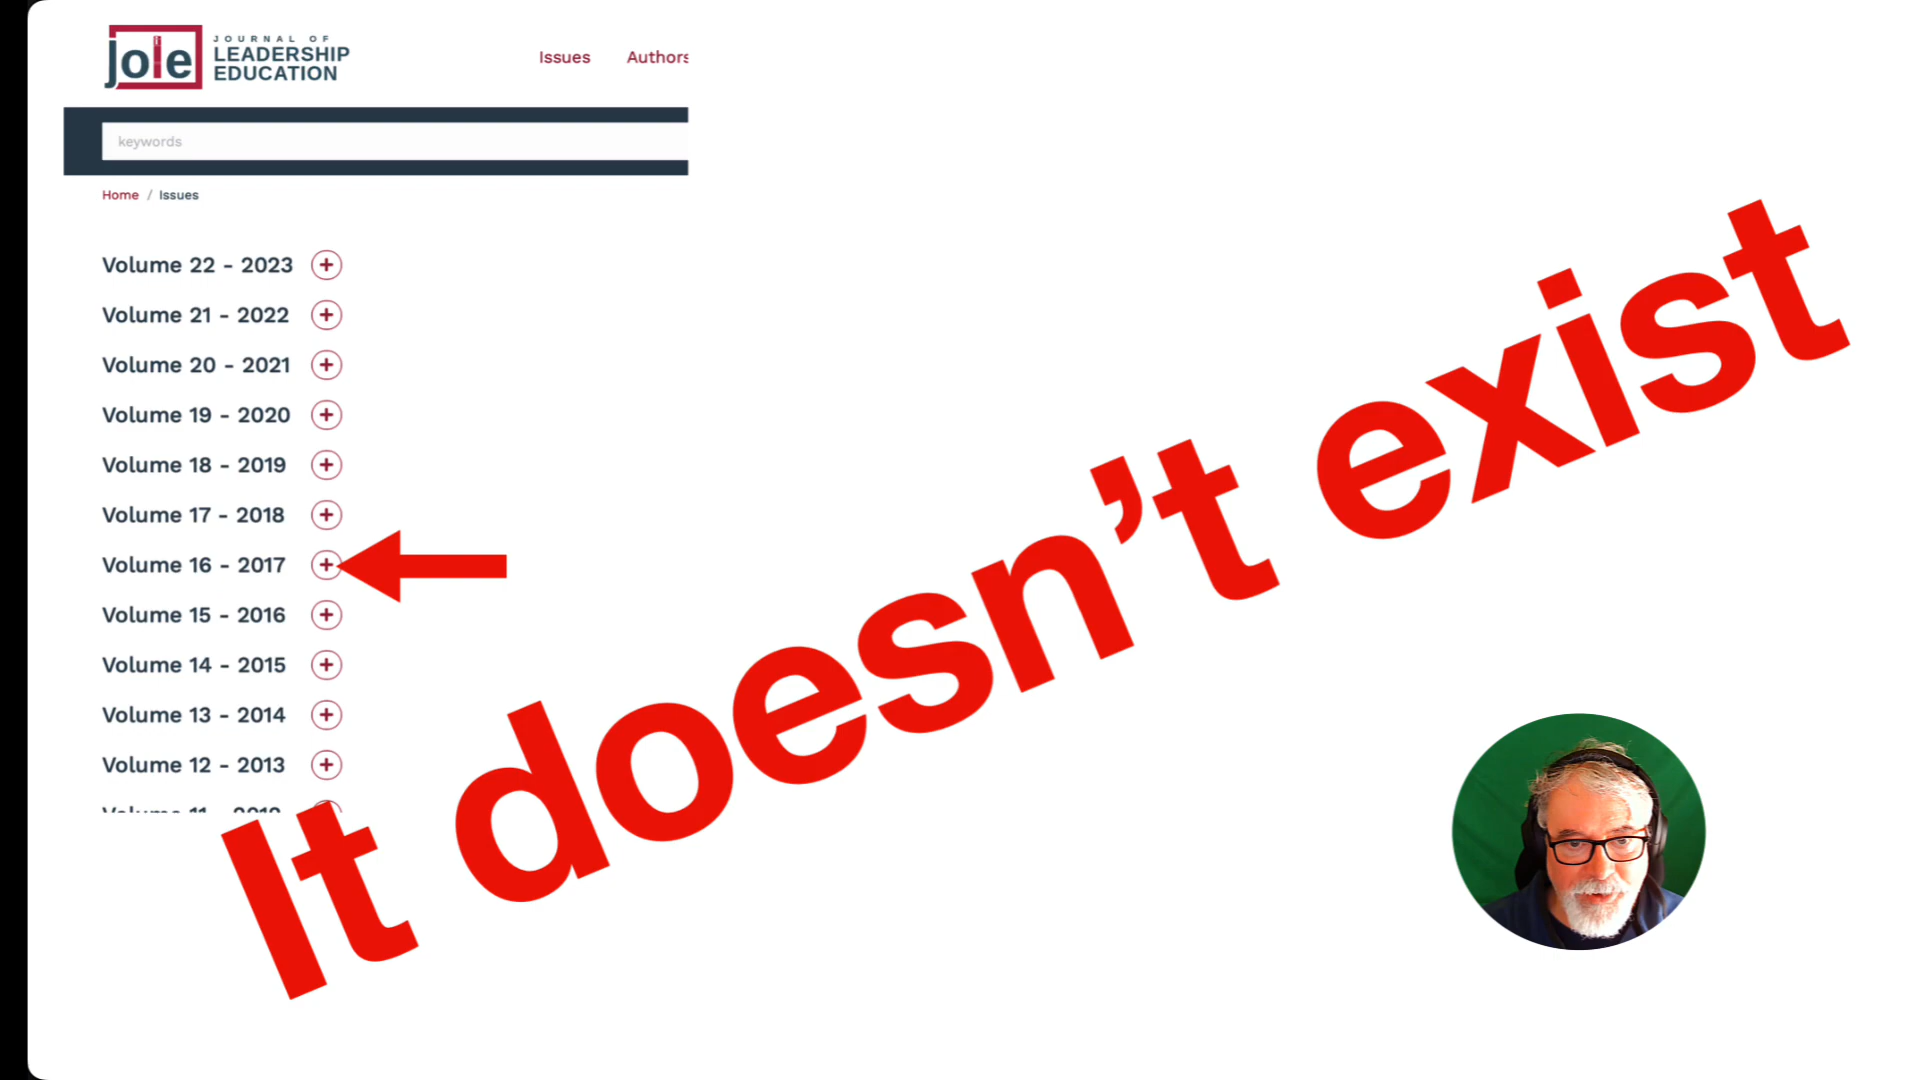 jole
JOURNAL OF
LEADERSHIP
EDUCATION
Issues Authors
keywords
Home / Issues
Volume 22 - 2023 +
Volume 21 - 2022 +
Volume 20 - 2021 +
Volume 19 - 2020 +
Volume 18 - 2019 +
Volume 17 - 2018 +
Volume 16 - 2017 +
Volume 15 - 2016 +
Volume 14 - 2015 +
Volume 13 - 2014 +
Volume 12 - 2013 +
It doesn’t exist